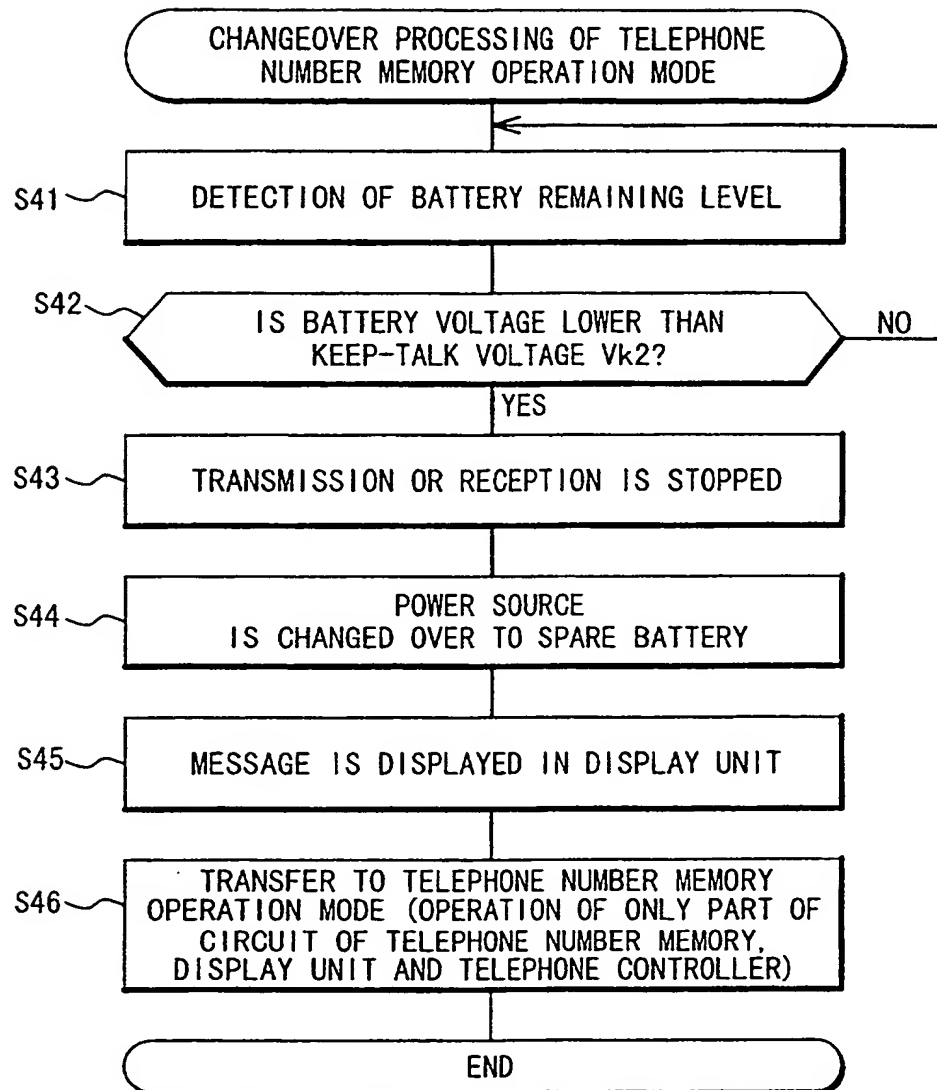 CHANGEOVER PROCESSING OF TELEPHONE
NUMBER MEMORY OPERATION MODE
S41
DETECTION OF BATTERY REMAINING LEVEL
S42
IS BATTERY VOLTAGE LOWER THAN
KEEP-TALK VOLTAGE Vk2?
NO
YES
S43
TRANSMISSION OR RECEPTION IS STOPPED
S44
POWER SOURCE
IS CHANGED OVER TO SPARE BATTERY
S45
MESSAGE IS DISPLAYED IN DISPLAY UNIT
S46
TRANSFER TO TELEPHONE NUMBER MEMORY
OPERATION MODE (OPERATION OF ONLY PART OF
CIRCUIT OF TELEPHONE NUMBER MEMORY,
DISPLAY UNIT AND TELEPHONE CONTROLLER)
END